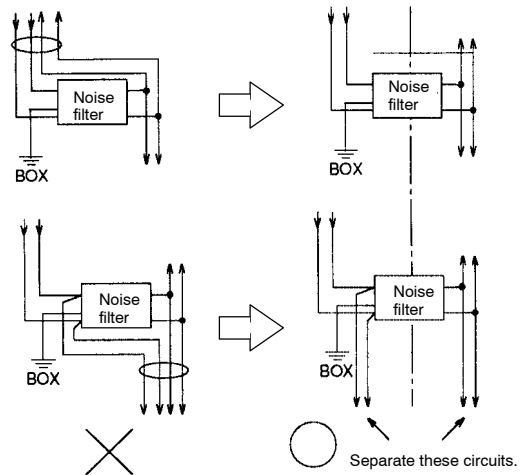 Noise
filter
BOX
Noise
filter
BOX
Noise
filter
BOX
Noise
filter
BOX
Separate these circuits.